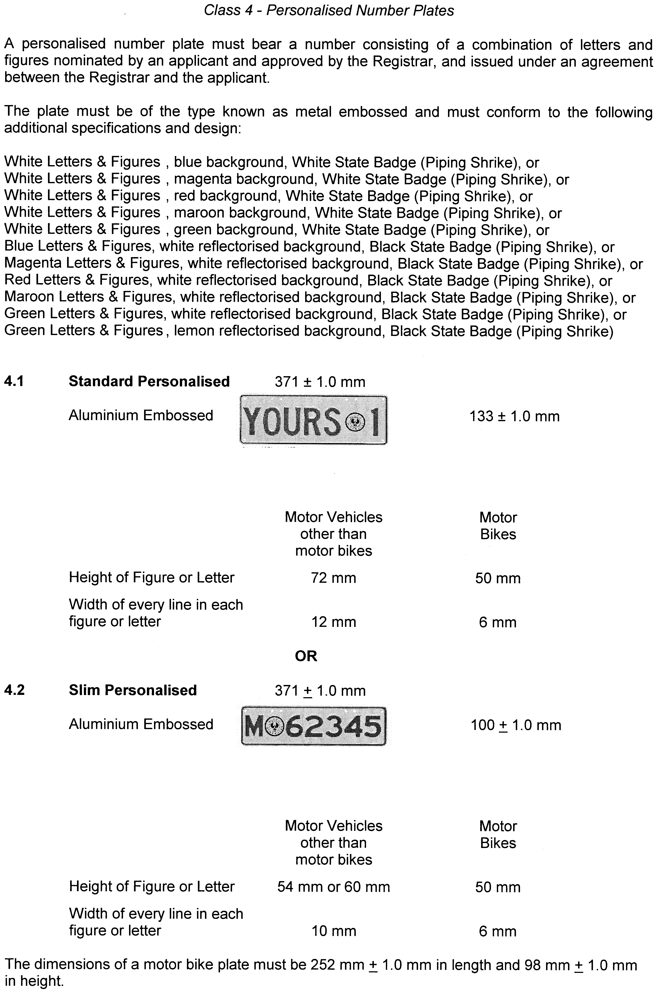 Class 4 - Personalised Number Plates
A personalised number plate must bear a number consisting of a combination of letters and
figures nominated by an applicant and approved by the Registrar, and issued under an agreement
between the Registrar and the applicant.
The plate must be of the type known as metal embossed and must conform to the following
additional specifications and design:
White Letters & Figures , blue background, White State Badge (Piping Shrike), or
White Letters & Figures , magenta background, White State Badge (Piping Shrike), or
White Letters & Figures , red background, White State Badge (Piping Shrike), or
White Letters & Figures , maroon background, White State Badge (Piping Shrike), or
White Letters & Figures , green background, White State Badge (Piping Shrike), or
Blue Letters & Figures, white reflectorised background, Black State Badge (Piping Shrike), or
Magenta Letters & Figures, white reflectorised background, Black State Badge (Piping Shrike), or
Red Letters & Figures, white reflectorised background, Black State Badge (Piping Shrike), or
Maroon Letters & Figures, white reflectorised background, Black State Badge (Piping Shrike), or
Green Letters & Figures, white reflectorised background, Black State Badge (Piping Shrike), or
Green Letters & Figures , lemon reflectorised background, Black State Badge (Piping Shrike)
4.1 Standard Personalised 371 ± 1.0 mm
Aluminium Embossed YOURS 1 133 ± 1.0 mm
Motor Vehicles Motor
other than Bikes
motor bikes
Height of Figure or Letter 72 mm 50 mm
Width of every line in each
figure or letter 12 mm 6 mm
OR
4.2 Slim Personalised 371 ± 1.0 mm
Aluminium Embossed M 62345 100 ± 1.0 mm
Motor Vehicles Motor
other than Bikes
motor bikes
Height of Figure or Letter 54 mm or 60 mm 50 mm
Width of every line in each
figure or letter 10 mm 6 mm
The dimensions of a motor bike plate must be 252 mm ± 1.0 mm in length and 98 mm ± 1.0 mm
in height.